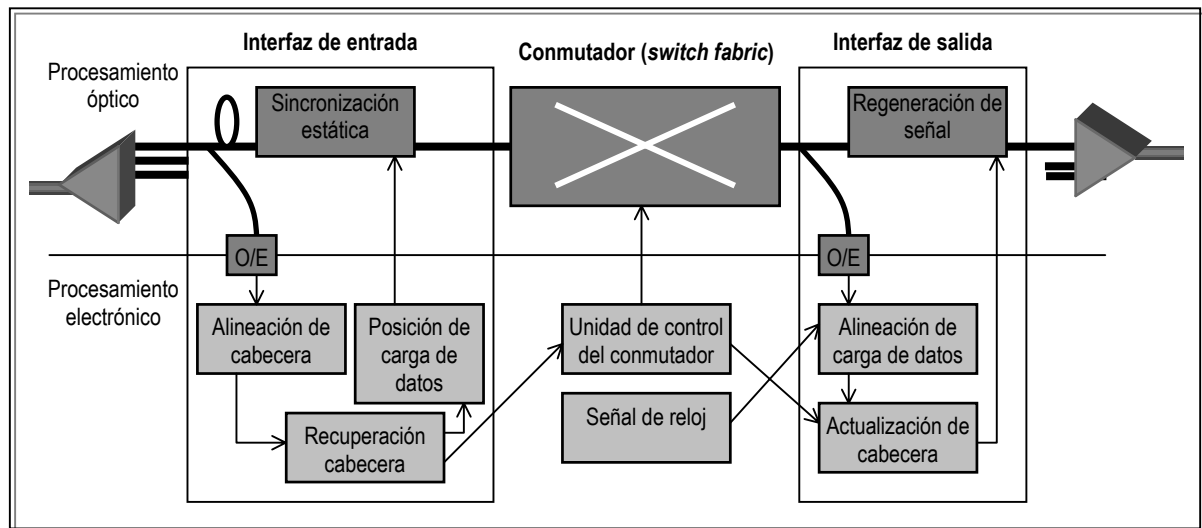 Interfaz de entrada
Conmutador (switch fabric)
Interfaz de salida
Procesamiento
óptico
Sincronización
estática
Regeneración de
señal
O/E
O/E
Procesamiento
electrónico
Alineación de
cabecera
Posición de
carga de
datos
Unidad de control
del conmutador
Alineación de
carga de datos
Señal de reloj
Recuperación
cabecera
Actualización de
cabecera